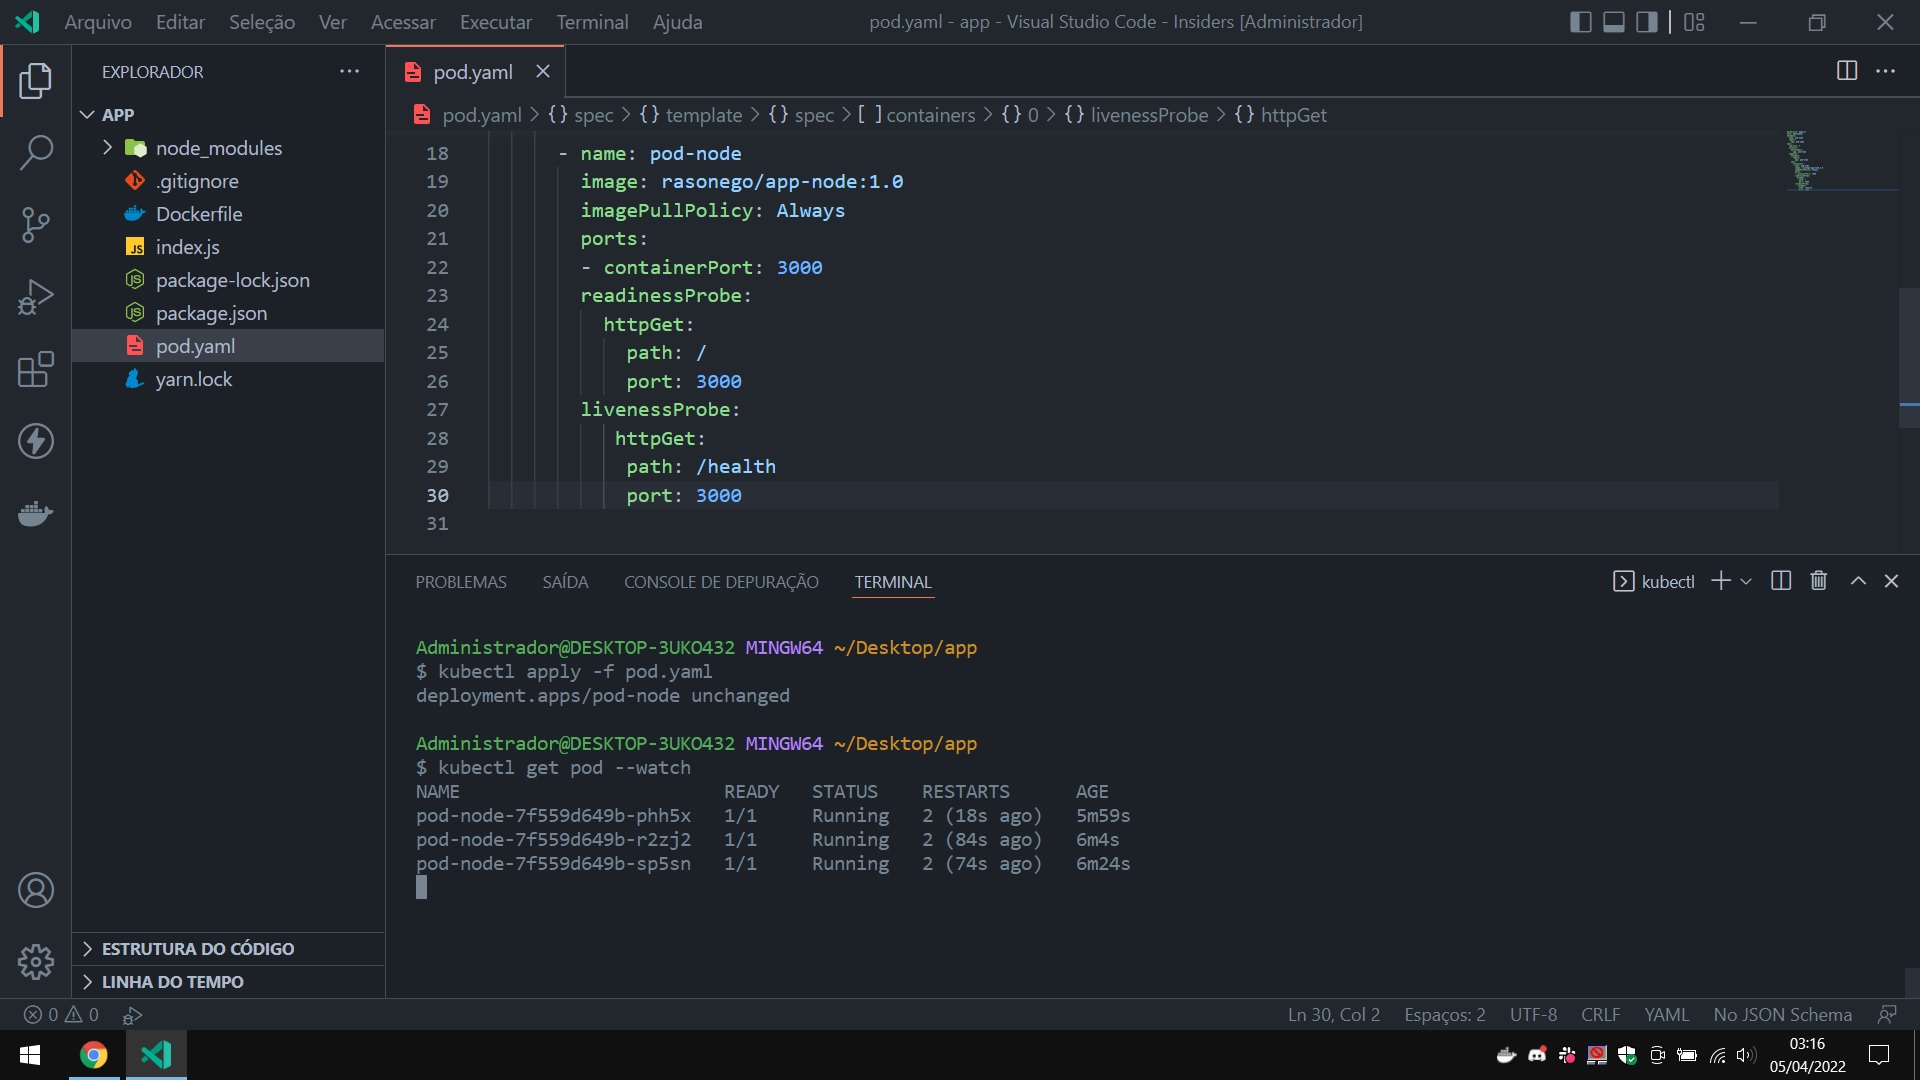 Arquivo Editar Seleção Ver Acessar Executar Terminal Ajuda
pod.yaml - app - Visual Studio Code - Insiders [Administrador]
EXPLORADOR
APP
node_modules
.gitignore
Dockerfile
index.js
package-lock.json
package.json
pod.yaml
yarn.lock
ESTRUTURA DO CÓDIGO
LINHA DO TEMPO
pod.yaml
pod.yaml > {} spec > {} template > {} spec > [ ] containers > {} 0 > {} livenessProbe > {} httpGet
18 - name: pod-node
19 image: rasonego/app-node:1.0
20 imagePullPolicy: Always
21 ports:
22 - containerPort: 3000
23 readinessProbe:
24 httpGet:
25 path: /
26 port: 3000
27 livenessProbe:
28 httpGet:
29 path: /health
30 port: 3000
31
PROBLEMAS SAÍDA CONSOLE DE DEPURAÇÃO TERMINAL
kubectl
Administrador@DESKTOP-3UKO432 MINGW64 ~/Desktop/app
$ kubectl apply -f pod.yaml
deployment.apps/pod-node unchanged
Administrador@DESKTOP-3UKO432 MINGW64 ~/Desktop/app
$ kubectl get pod --watch
NAME READY STATUS RESTARTS AGE
pod-node-7f559d649b-phh5x 1/1 Running 2 (18s ago) 5m59s
pod-node-7f559d649b-r2zj2 1/1 Running 2 (84s ago) 6m4s
pod-node-7f559d649b-sp5sn 1/1 Running 2 (74s ago) 6m24s
0 0
Ln 30, Col 2 Espaços: 2 UTF-8 CRLF YAML No JSON Schema
03:16
05/04/2022